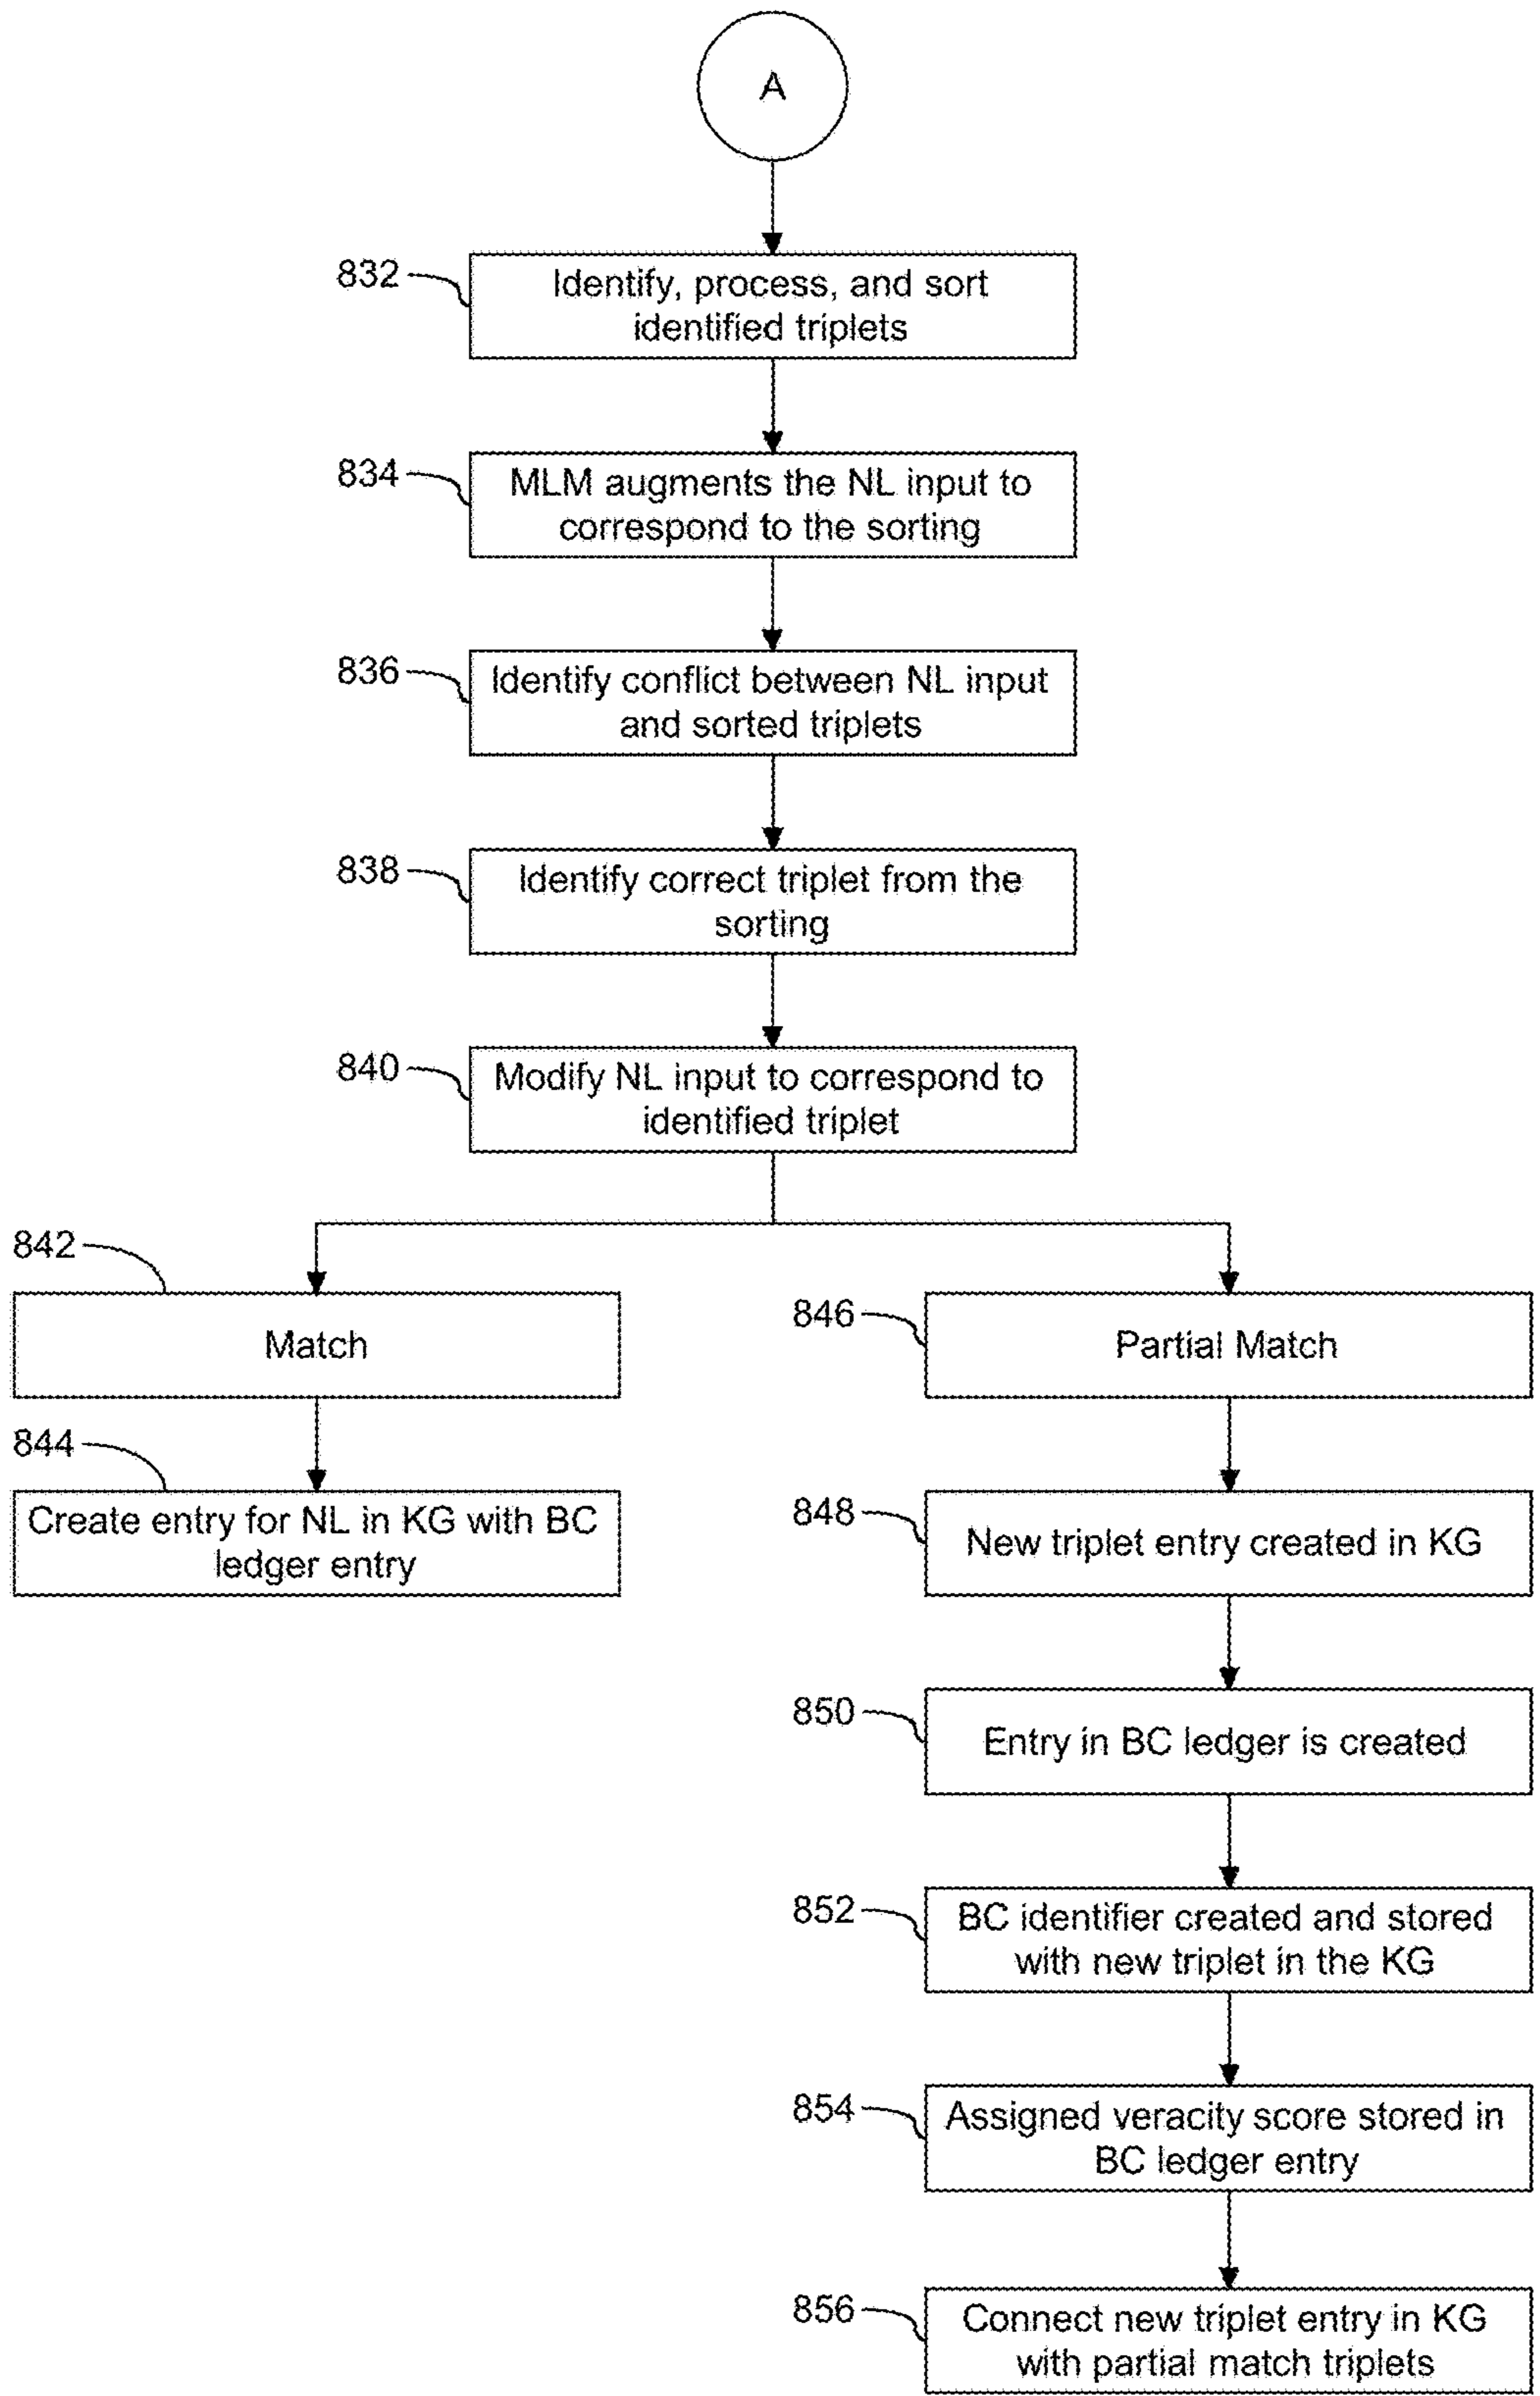 A
832
Identify, process, and sort
identified triplets
834
MLM augments the NL input to
correspond to the sorting
836
Identify conflict between NL input
and sorted triplets
838
Identify correct triplet from the
sorting
840
Modify NL input to correspond to
identified triplet
842
Match
844
Create entry for NL in KG with BC
ledger entry
846
Partial Match
848
New triplet entry created in KG
850
Entry in BC ledger is created
852
BC identifier created and stored
with new triplet in the KG
854
Assigned veracity score stored in
BC ledger entry
856
Connect new triplet entry in KG
with partial match triplets